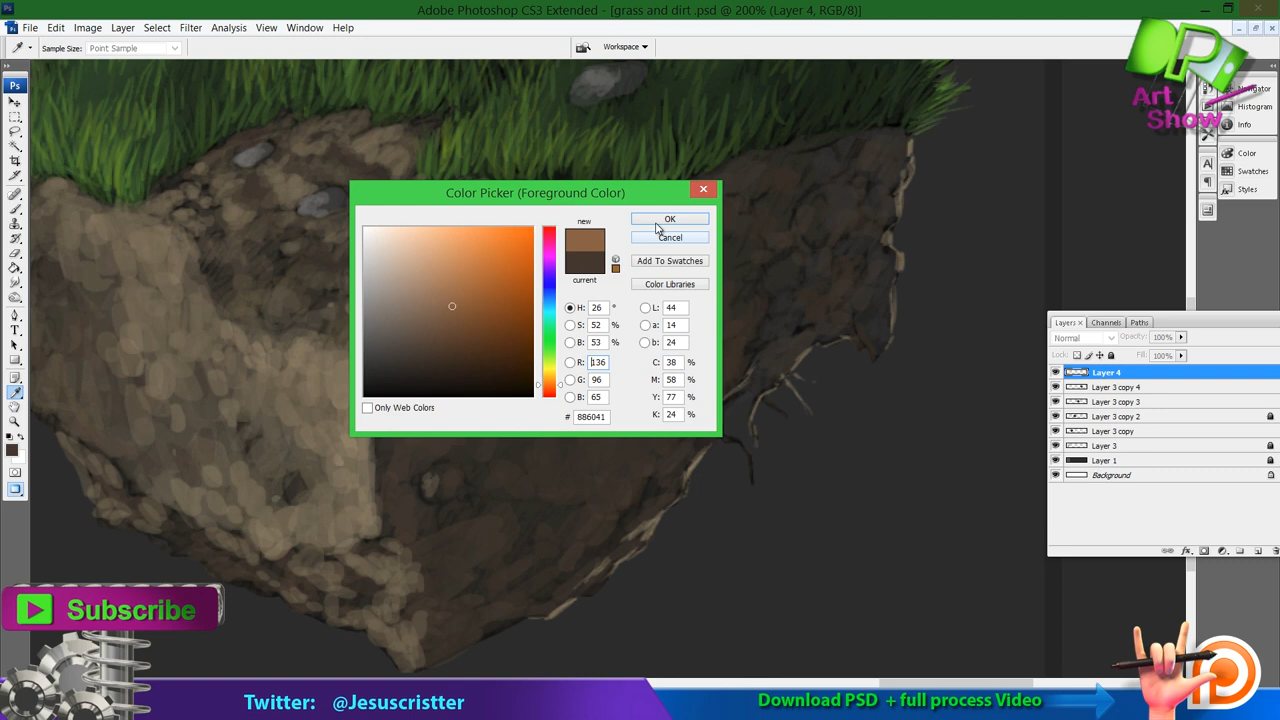 Adobe Photoshop CS3 Extended - [grass and dirt .psd @ 200% (Layer 4, RGB/8)]
File Edit Image Layer Select Filter Analysis View Window Help
Sample Size: Point Sample
Workspace
Ps
Art
Show
Navigator
Histogram
Info
Color
Swatches
Styles
Color Picker (Foreground Color)
new
current
OK
Cancel
Add To Swatches
Color Libraries
H: 26 °
S: 52 %
B: 53 %
R: 136
G: 96
B: 65
# 886041
L: 44
a: 14
b: 24
C: 38 %
M: 58 %
Y: 77 %
K: 24 %
Only Web Colors
Layers Channels Paths
Normal Opacity: 100%
Lock: Fill: 100%
Layer 4
Layer 3 copy 4
Layer 3 copy 3
Layer 3 copy 2
Layer 3 copy
Layer 3
Layer 1
Background
Subscribe
Twitter: @Jesuscristter
Download PSD + full process Video